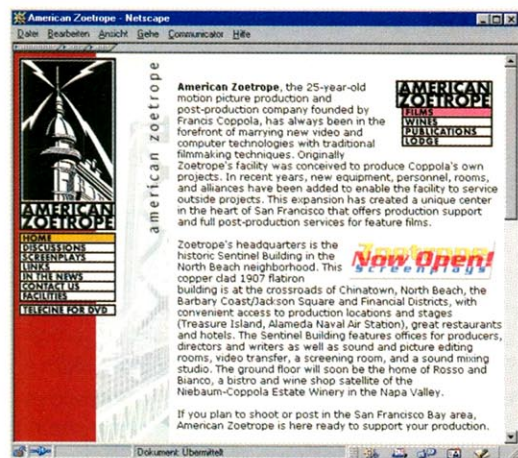 American Zoetrope - Netscape
Datei Bearbeiten Ansicht Gehe Communicator Hilfe
AMERICAN
ZOETROPE
HOME
DISCUSSIONS
SCREENPLAYS
LINKS
IN THE NEWS
CONTACT US
FACILITIES
TELECINE FOR DVD
american zoetrope
American Zoetrope, the 25-year-old
motion picture production and
post-production company founded by
Francis Coppola, has always been in the
forefront of marrying new video and
computer technologies with traditional
filmmaking techniques. Originally
Zoetrope's facility was conceived to produce Coppola's own
projects. In recent years, new equipment, personnel, rooms,
and alliances have been added to enable the facility to service
outside projects. This expansion has created a unique center
in the heart of San Francisco that offers production support
and full post-production services for feature films.
AMERICAN
ZOETROPE
FILMS
WINES
PUBLICATIONS
LODGE
Zoetrope's headquarters is the
historic Sentinel Building in the
North Beach neighborhood. This
copper clad 1907 flatiron
building is at the crossroads of Chinatown, North Beach, the
Barbary Coast/Jackson Square and Financial Districts, with
convenient access to production locations and stages
(Treasure Island, Alameda Naval Air Station), great restaurants
and hotels. The Sentinel Building features offices for producers,
directors and writers as well as sound and picture editing
rooms, video transfer, a screening room, and a sound mixing
studio. The ground floor will soon be the home of Rosso and
Bianco, a bistro and wine shop satellite of the
Niebaum-Coppola Estate Winery in the Napa Valley.
Zoetrope
Now Open!
Screenplays
If you plan to shoot or post in the San Francisco Bay area,
American Zoetrope is here ready to support your production.
Dokument: Übermittelt